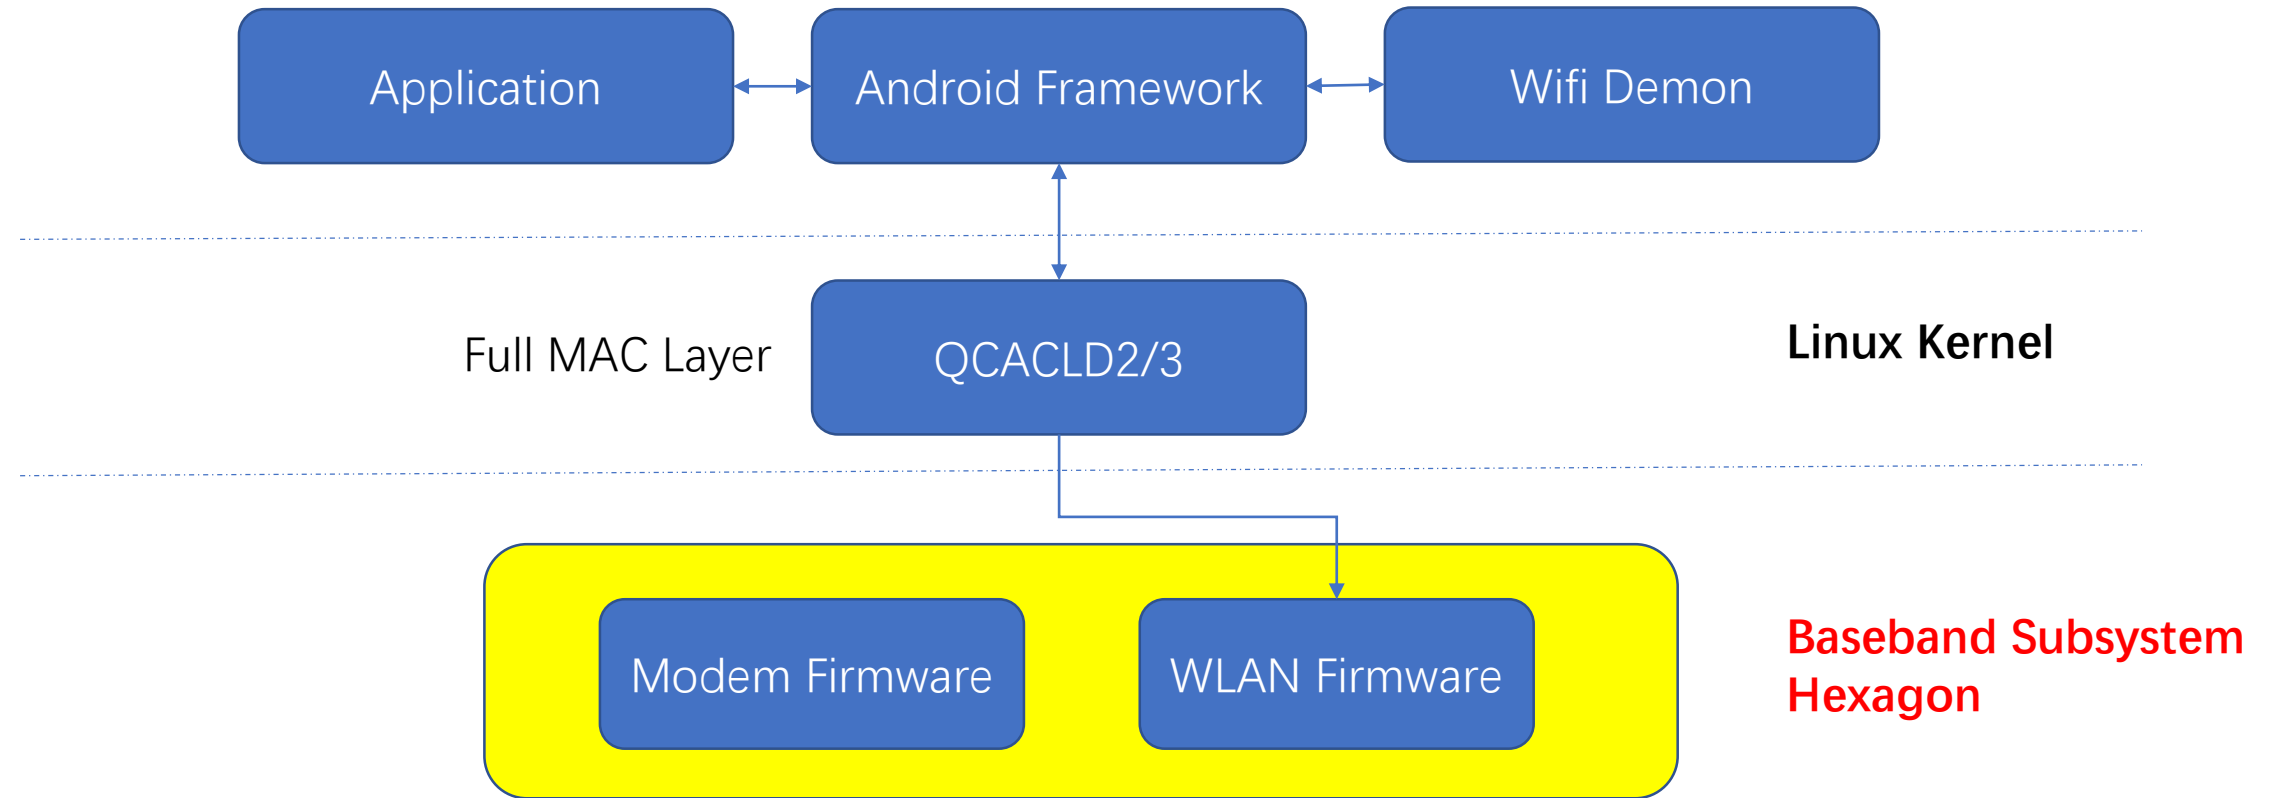 Application
Android Framework
Wifi Demon
Full MAC Layer
QCACLD2/3
Linux Kernel
Modem Firmware
WLAN Firmware
Baseband Subsystem
Hexagon